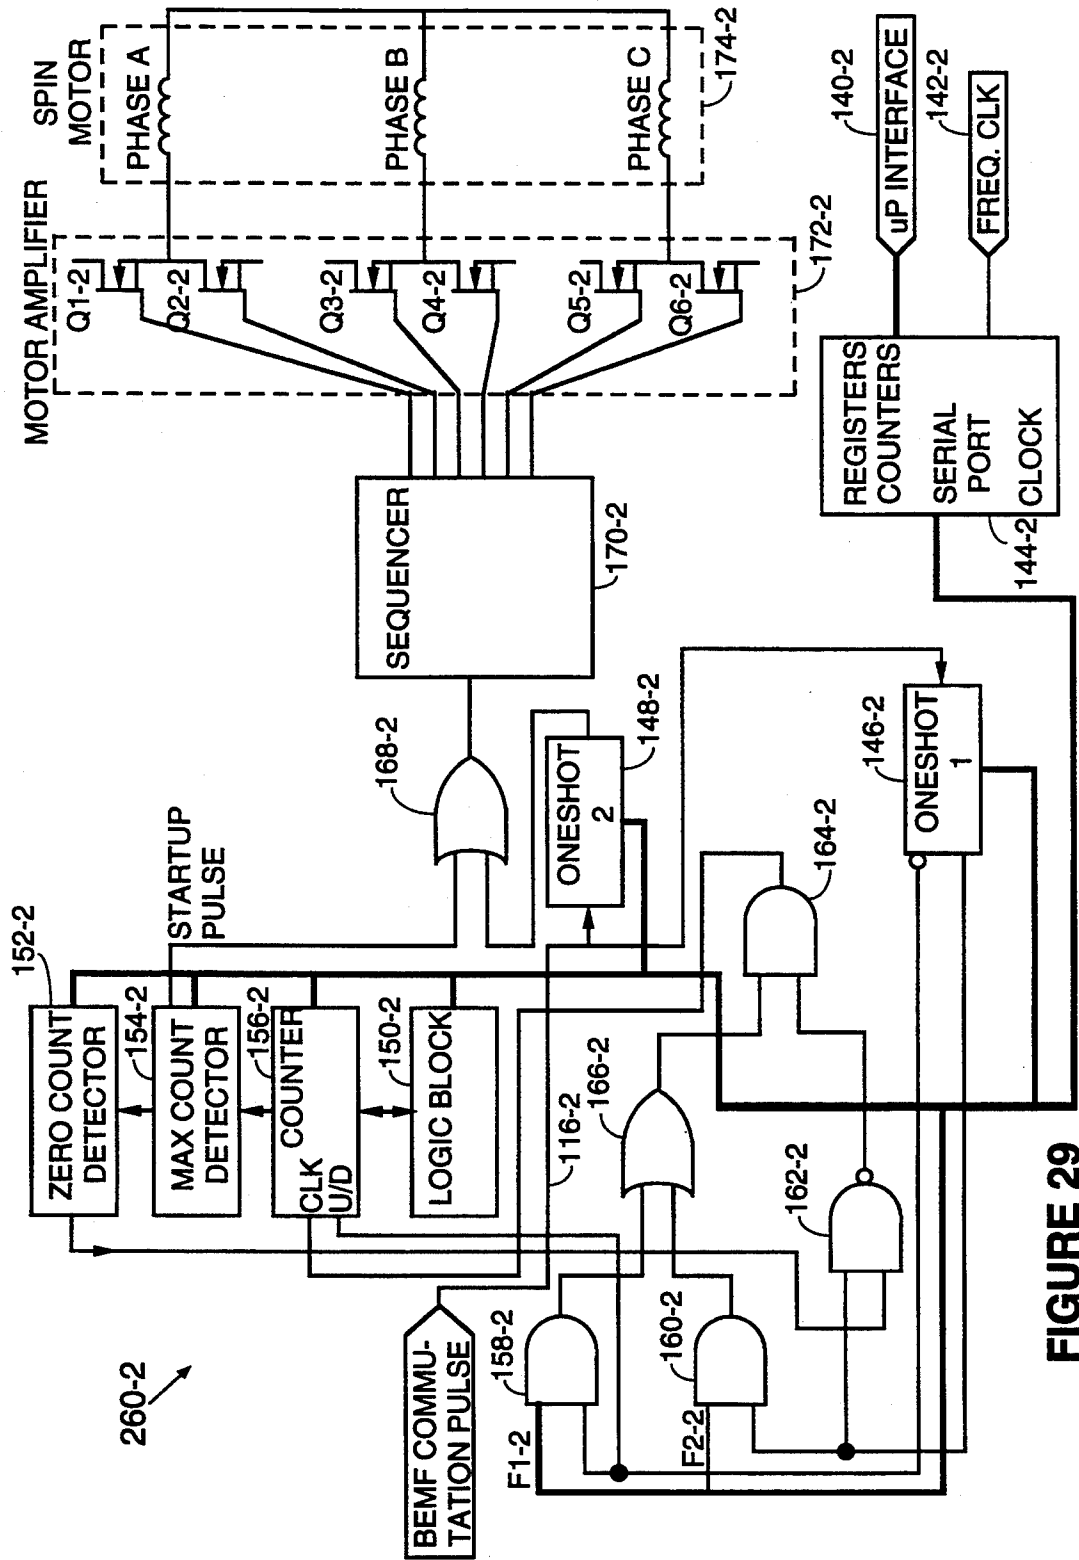 260-2
BEMF COMMU-
TATION PULSE
152-2
ZERO COUNT
DETECTOR
154-2
MAX COUNT
DETECTOR
STARTUP
PULSE
156-2
COUNTER
CLK
U/D
150-2
LOGIC BLOCK
116-2
168-2
SEQUENCER
170-2
ONESHOT
2
148-2
MOTOR AMPLIFIER
Q1-2
Q2-2
Q3-2
Q4-2
Q5-2
Q6-2
172-2
SPIN
MOTOR
PHASE A
PHASE B
PHASE C
174-2
F1-2
158-2
F2-2
160-2
166-2
162-2
164-2
146-2
ONESHOT
1
REGISTERS
COUNTERS
SERIAL
PORT
CLOCK
144-2
140-2
uP INTERFACE
142-2
FREQ. CLK
FIGURE 29